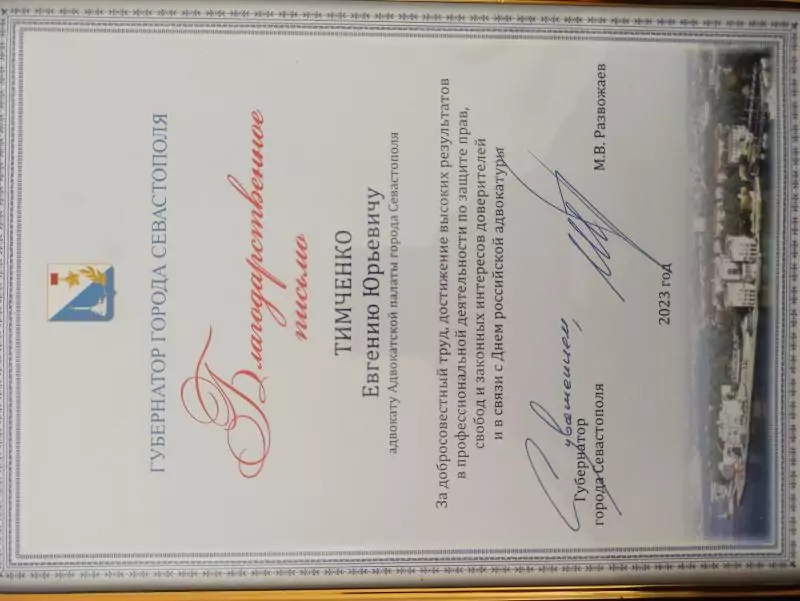 ГУБЕРНАТОР ГОРОДА СЕВАСТОПОЛЯ
Благодарственное
письмо
ТИМЧЕНКО
Евгению Юрьевичу
адвокату Адвокатской палаты города Севастополя
За добросовестный труд, достижение высоких результатов
в профессиональной деятельности по защите прав,
свобод и законных интересов доверителей
и в связи с Днем российской адвокатуры
С уважением,
Губернатор
города Севастополя
М.В. Развожаев
2023 год